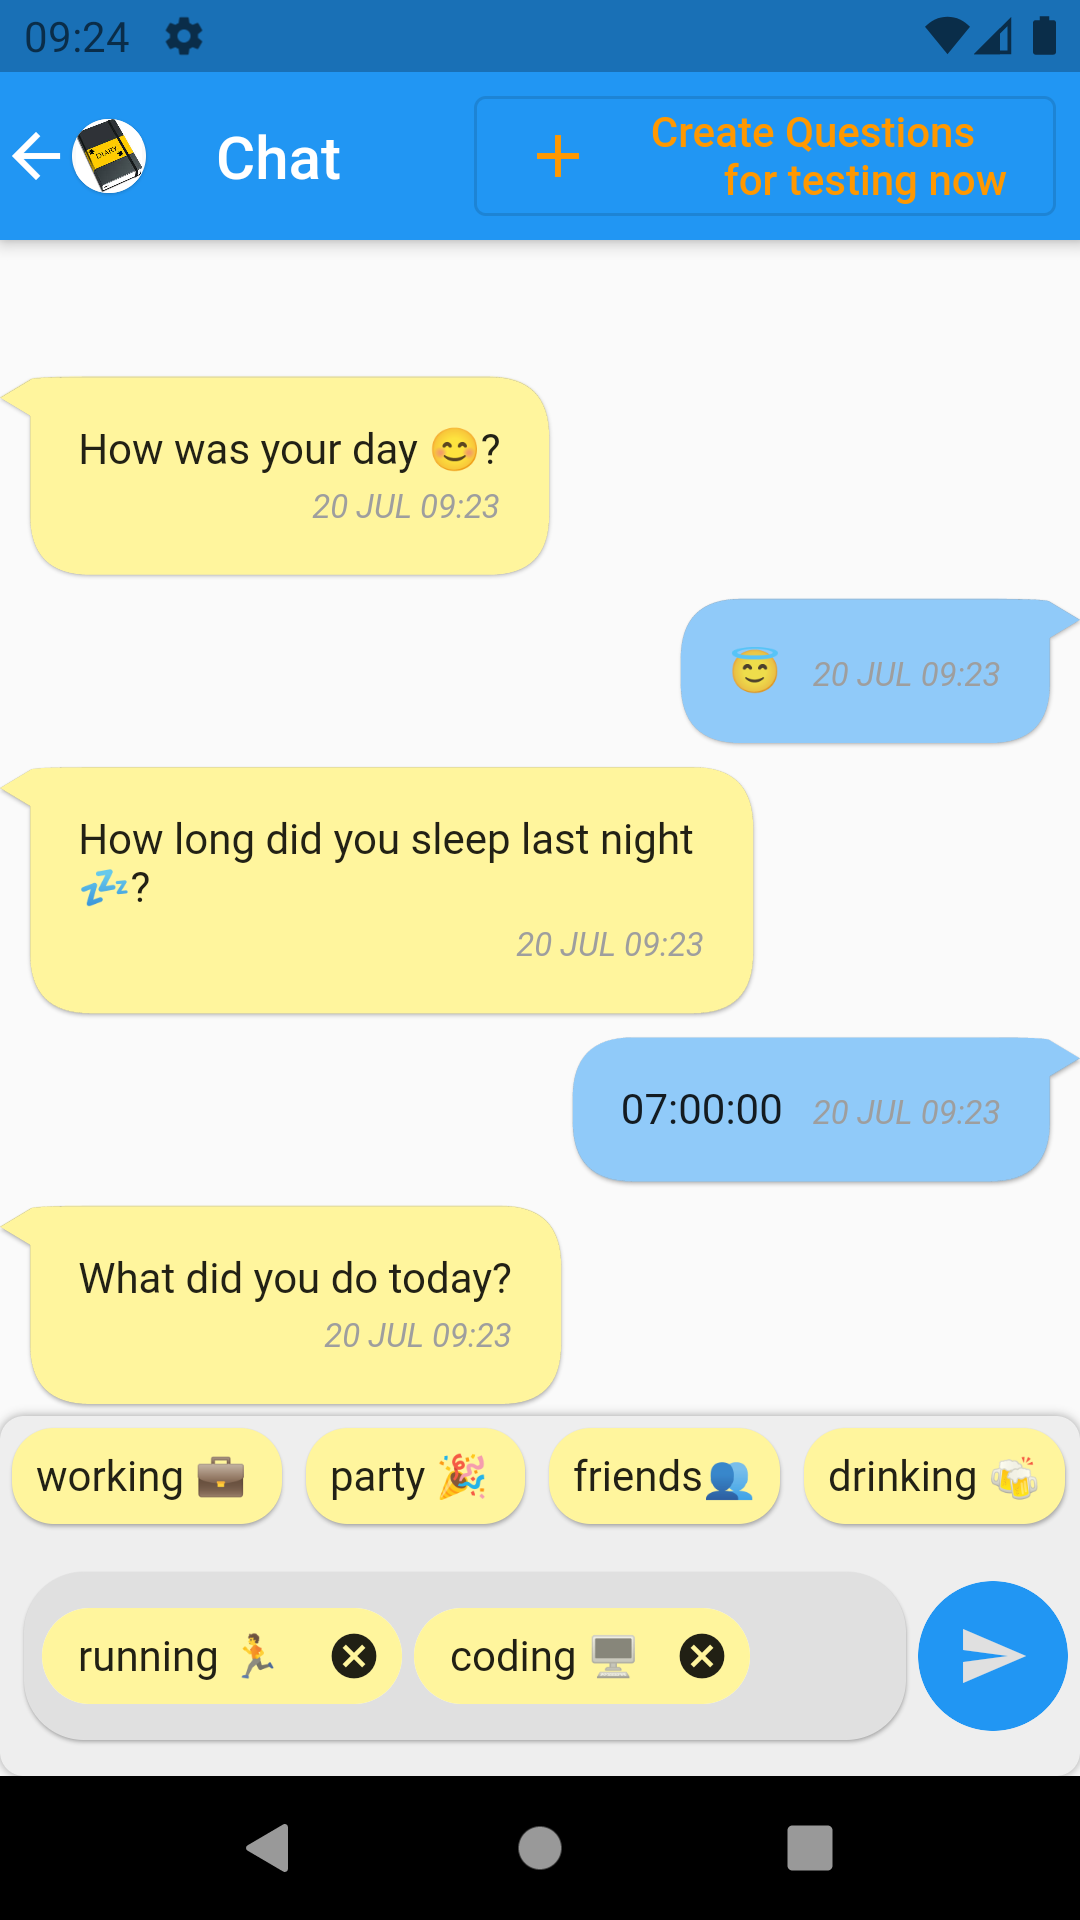 09:24
DIARY
Chat
Create Questions
for testing now
How was your day 😊?
20 JUL 09:23
😇 20 JUL 09:23
How long did you sleep last night
💤?
20 JUL 09:23
07:00:00 20 JUL 09:23
What did you do today?
20 JUL 09:23
working 💼 party 🎉 friends👥 drinking 🍻
running 🏃 coding 🖥️